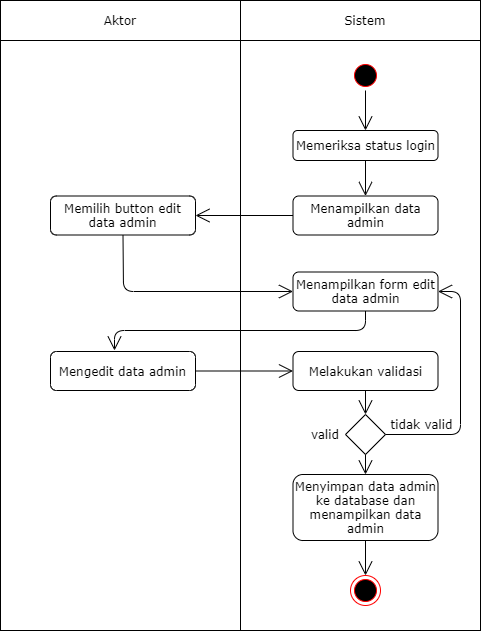 Aktor
Sistem
Memeriksa status login
Menampilkan data
admin
Memilih button edit
data admin
Menampilkan form edit
data admin
Mengedit data admin
Melakukan validasi
valid
tidak valid
Menyimpan data admin
ke database dan
menampilkan data
admin